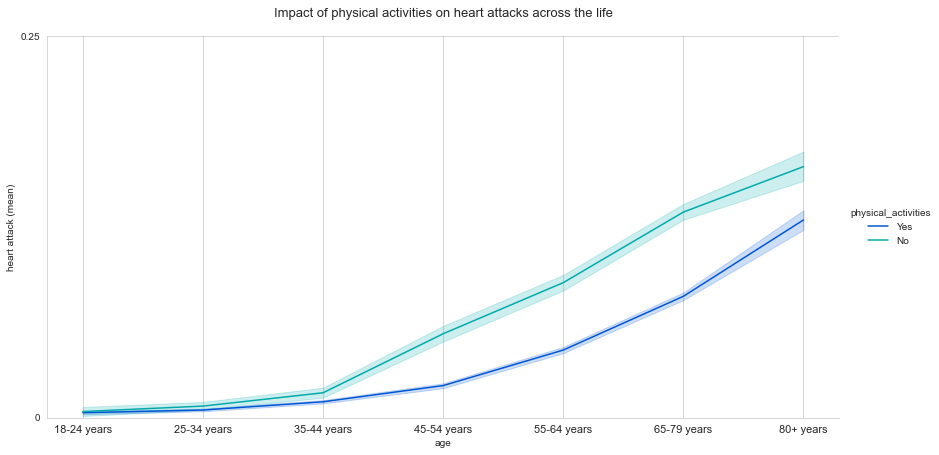 Impact of physical activities on heart attacks across the life
0.25
heart attack (mean)
0
18-24 years
25-34 years
35-44 years
45-54 years
55-64 years
65-79 years
80+ years
age
physical_activities
Yes
No